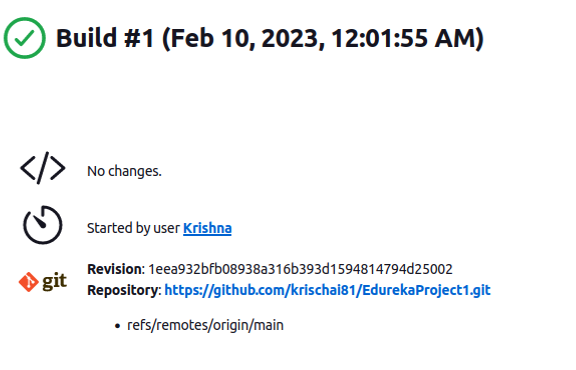 Build #1 (Feb 10, 2023, 12:01:55 AM)
</> No changes.
Started by user Krishna
git Revision: 1eea932bfb08938a316b393d1594814794d25002
Repository: https://github.com/krischai81/EdurekaProject1.git
• refs/remotes/origin/main